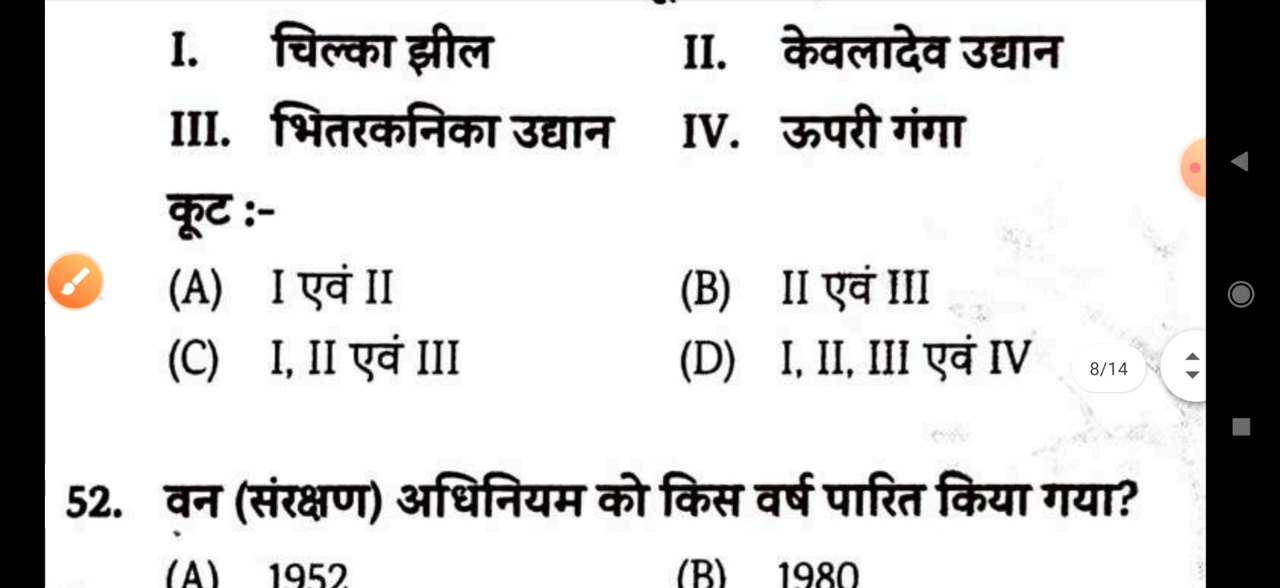 I. चिल्का झील II. केवलादेव उद्यान
III. भितरकनिका उद्यान IV. ऊपरी गंगा
कूट :-
(A) I एवं II (B) II एवं III
(C) I, II एवं III (D) I, II, III एवं IV
8/14
52. वन (संरक्षण) अधिनियम को किस वर्ष पारित किया गया?
(A) 1952 (B) 1980